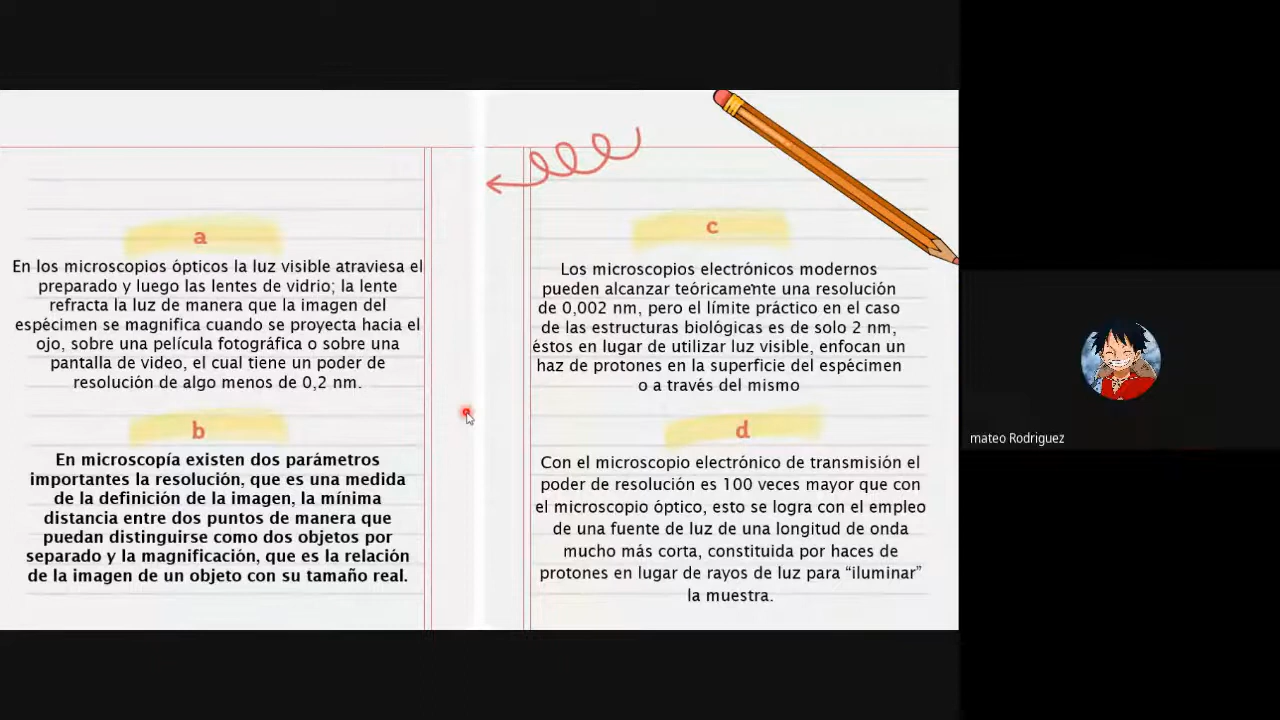 a
En los microscopios ópticos la luz visible atraviesa el
preparado y luego las lentes de vidrio; la lente
refracta la luz de manera que la imagen del
espécimen se magnifica cuando se proyecta hacia el
ojo, sobre una película fotográfica o sobre una
pantalla de video, el cual tiene un poder de
resolución de algo menos de 0,2 nm.
b
En microscopía existen dos parámetros
importantes la resolución, que es una medida
de la definición de la imagen, la mínima
distancia entre dos puntos de manera que
puedan distinguirse como dos objetos por
separado y la magnificación, que es la relación
de la imagen de un objeto con su tamaño real.
c
Los microscopios electrónicos modernos
pueden alcanzar teóricamente una resolución
de 0,002 nm, pero el límite práctico en el caso
de las estructuras biológicas es de solo 2 nm,
éstos en lugar de utilizar luz visible, enfocan un
haz de protones en la superficie del espécimen
o a través del mismo
d
Con el microscopio electrónico de transmisión el
poder de resolución es 100 veces mayor que con
el microscopio óptico, esto se logra con el empleo
de una fuente de luz de una longitud de onda
mucho más corta, constituida por haces de
protones en lugar de rayos de luz para “iluminar”
la muestra.
mateo Rodriguez